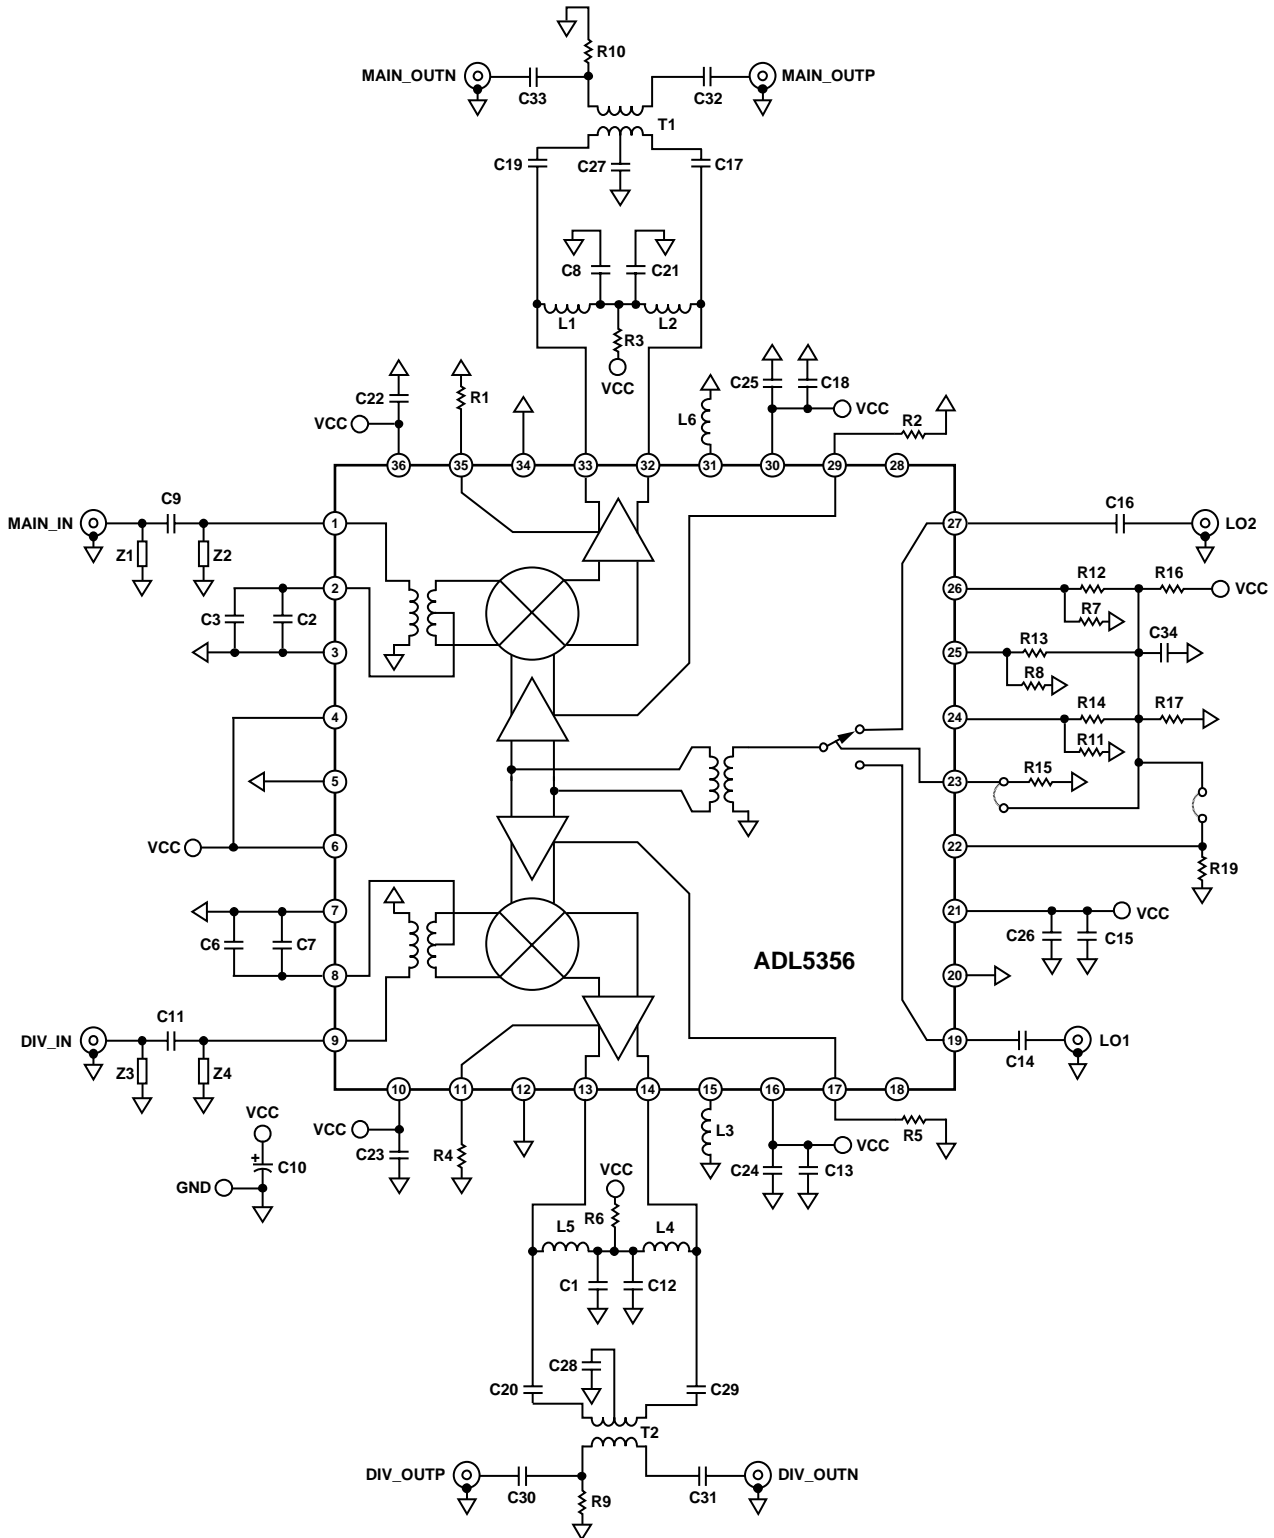 R10
MAIN_OUTN
MAIN_OUTP
C33
C32
T1
C19
C27
C17
C8
C21
L1
L2
R3
VCC
C22
R1
VCC
L6
C25
C18
VCC
R2
36
35
34
33
32
31
30
29
28
MAIN_IN
C9
1
27
C16
LO2
Z1
Z2
2
26
R12
R16
VCC
C3
C2
R7
3
25
R13
C34
R8
4
24
R14
R17
R11
5
23
R15
VCC
6
22
R19
7
21
VCC
C6
C7
C26
C15
ADL5356
8
20
DIV_IN
C11
9
19
C14
LO1
Z3
Z4
10
11
12
13
14
15
16
17
18
VCC
VCC
C23
R4
L3
C24
C13
VCC
R5
+
C10
GND
VCC
R6
L5
L4
C1
C12
C28
C20
C29
T2
DIV_OUTP
DIV_OUTN
C30
R9
C31